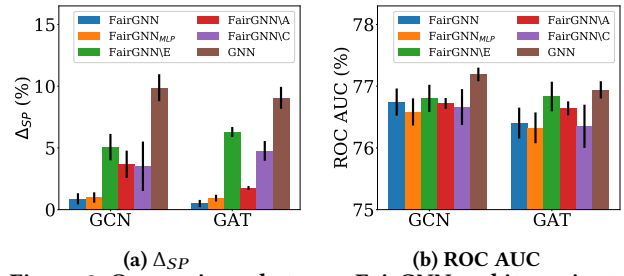 FairGNN
FairGNN_MLP
FairGNN\E
FairGNN\A
FairGNN\C
GNN
Δ_SP (%)
15
10
5
0
GCN
GAT
(a) Δ_SP
FairGNN
FairGNN_MLP
FairGNN\E
FairGNN\A
FairGNN\C
GNN
ROC AUC (%)
78
77
76
75
GCN
GAT
(b) ROC AUC